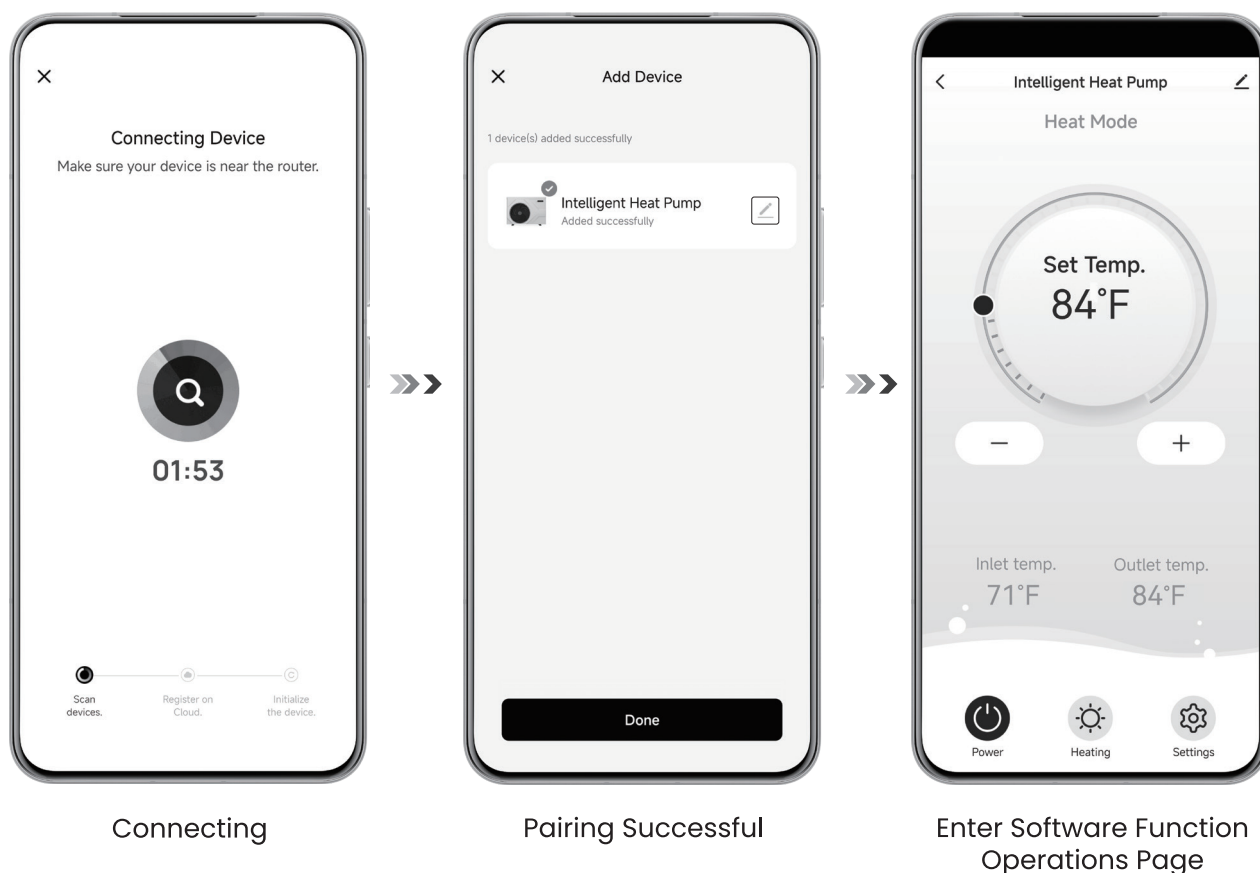 Connecting Device
Make sure your device is near the router.
01:53
Scan
devices.
Register on
Cloud.
Initialize
the device.
Connecting
Add Device
1 device(s) added successfully
Intelligent Heat Pump
Added successfully
Done
Pairing Successful
Intelligent Heat Pump
Heat Mode
Set Temp.
84°F
Inlet temp.
71°F
Outlet temp.
84°F
Power
Heating
Settings
Enter Software Function
Operations Page